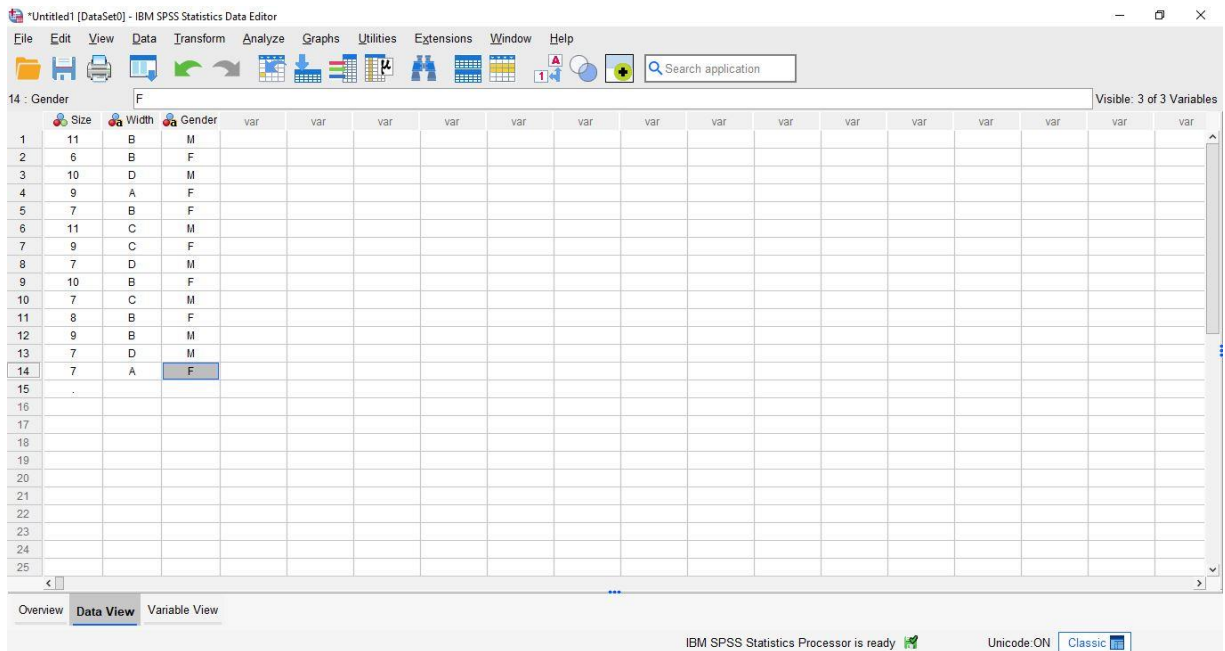 *Untitled1 [DataSet0] - IBM SPSS Statistics Data Editor
File Edit View Data Transform Analyze Graphs Utilities Extensions Window Help
Search application
14 : Gender F Visible: 3 of 3 Variables
Size Width Gender var var var var var var var var var var var var var var var
1 11 B M
2 6 B F
3 10 D M
4 9 A F
5 7 B F
6 11 C M
7 9 C F
8 7 D M
9 10 B F
10 7 C M
11 8 B F
12 9 B M
13 7 D M
14 7 A F
15 .
16
17
18
19
20
21
22
23
24
25
Overview Data View Variable View
IBM SPSS Statistics Processor is ready Unicode:ON Classic